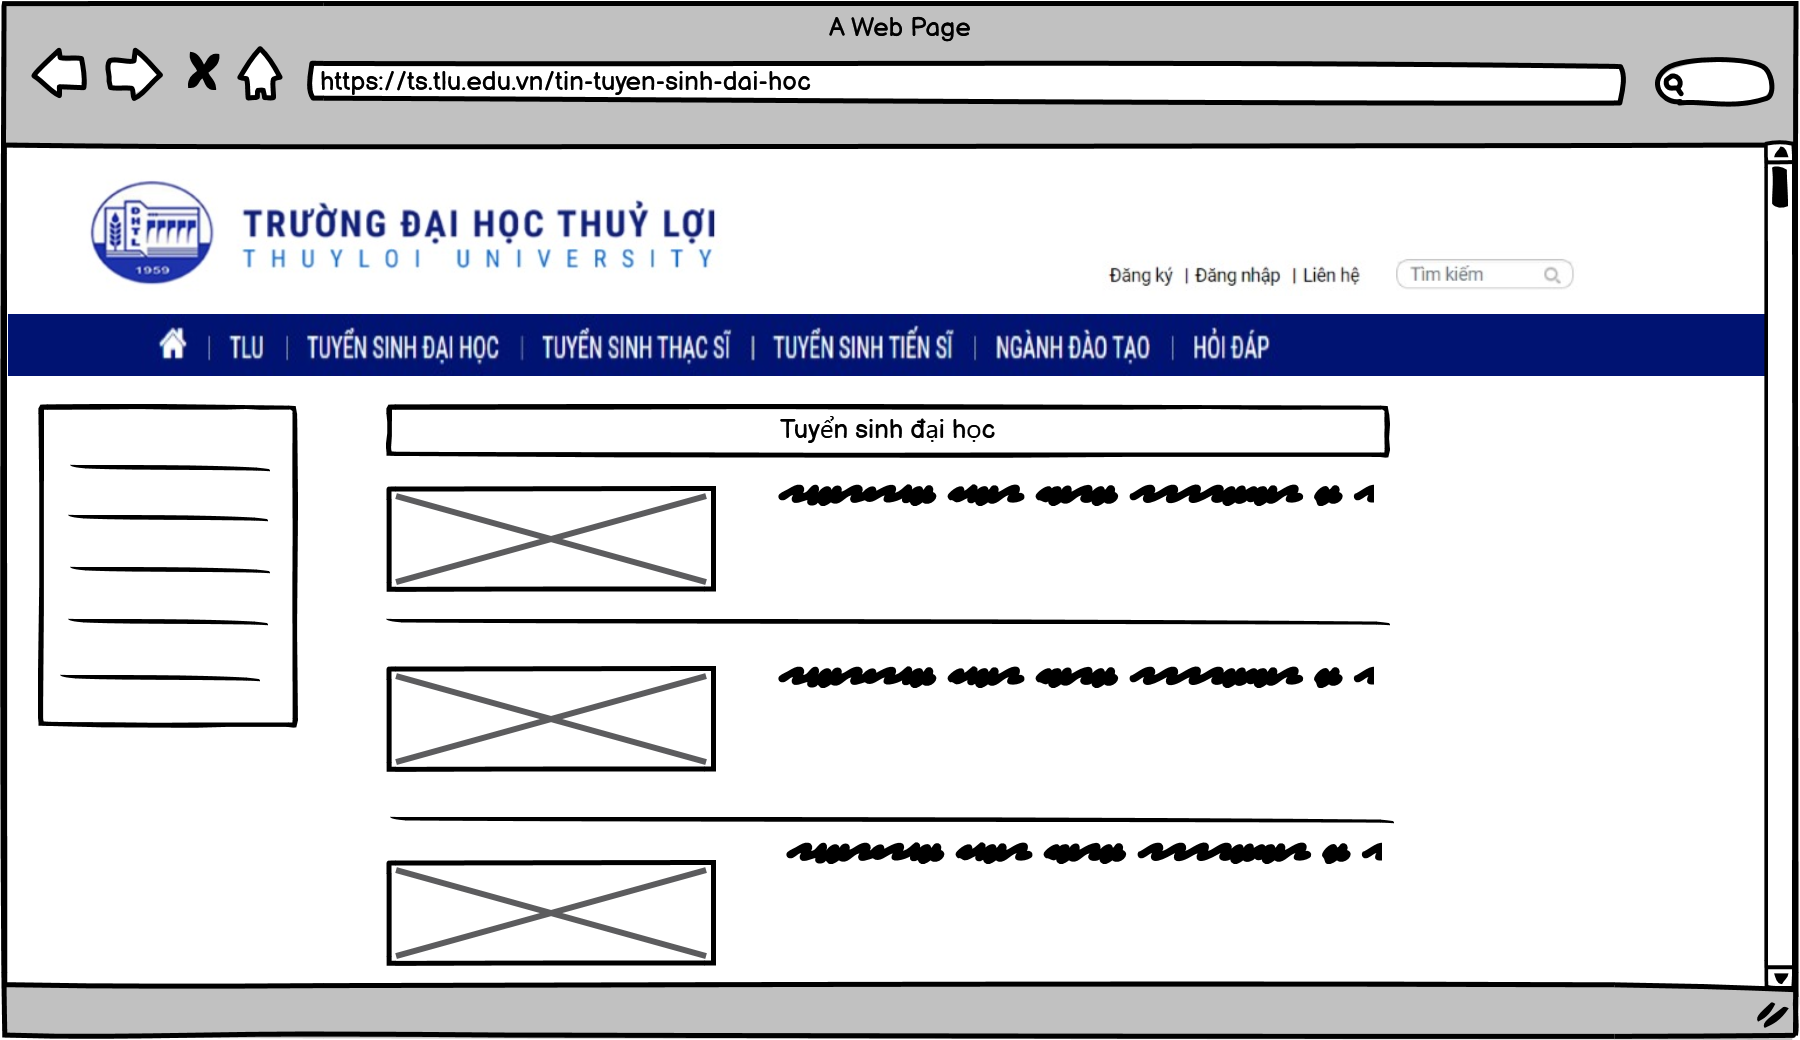 A Web Page
https://ts.tlu.edu.vn/tin-tuyen-sinh-dai-hoc
ĐHTL
1959
TRƯỜNG ĐẠI HỌC THUỶ LỢI
THUYLOI UNIVERSITY
Đăng ký | Đăng nhập | Liên hệ
Tìm kiếm
TLU | TUYỂN SINH ĐẠI HỌC | TUYỂN SINH THẠC SĨ | TUYỂN SINH TIẾN SĨ | NGÀNH ĐÀO TẠO | HỎI ĐÁP
Tuyển sinh đại học